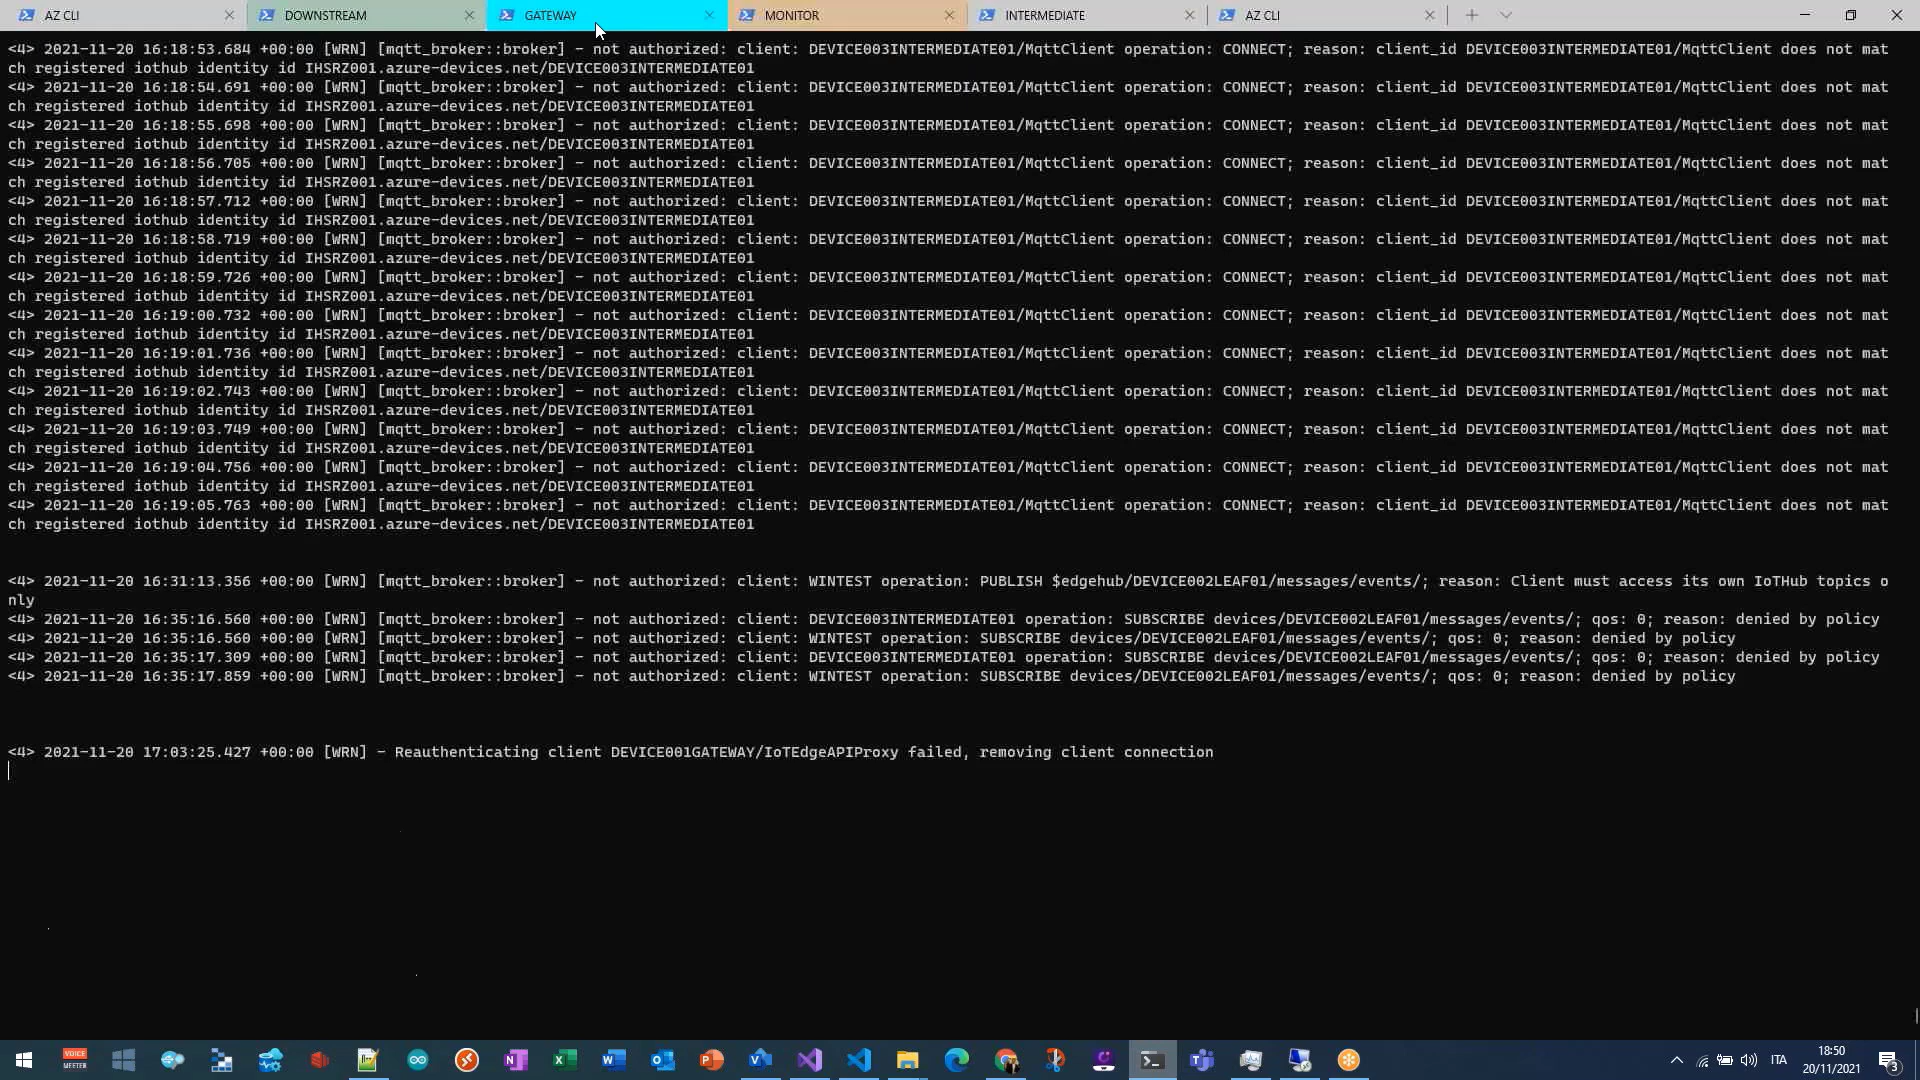 AZ CLI DOWNSTREAM GATEWAY MONITOR INTERMEDIATE AZ CLI
<4> 2021-11-20 16:18:53.684 +00:00 [WRN] [mqtt_broker::broker] - not authorized: client: DEVICE003INTERMEDIATE01/MqttClient operation: CONNECT; reason: client_id DEVICE003INTERMEDIATE01/MqttClient does not mat
ch registered iothub identity id IHSRZ001.azure-devices.net/DEVICE003INTERMEDIATE01
<4> 2021-11-20 16:18:54.691 +00:00 [WRN] [mqtt_broker::broker] - not authorized: client: DEVICE003INTERMEDIATE01/MqttClient operation: CONNECT; reason: client_id DEVICE003INTERMEDIATE01/MqttClient does not mat
ch registered iothub identity id IHSRZ001.azure-devices.net/DEVICE003INTERMEDIATE01
<4> 2021-11-20 16:18:55.698 +00:00 [WRN] [mqtt_broker::broker] - not authorized: client: DEVICE003INTERMEDIATE01/MqttClient operation: CONNECT; reason: client_id DEVICE003INTERMEDIATE01/MqttClient does not mat
ch registered iothub identity id IHSRZ001.azure-devices.net/DEVICE003INTERMEDIATE01
<4> 2021-11-20 16:18:56.705 +00:00 [WRN] [mqtt_broker::broker] - not authorized: client: DEVICE003INTERMEDIATE01/MqttClient operation: CONNECT; reason: client_id DEVICE003INTERMEDIATE01/MqttClient does not mat
ch registered iothub identity id IHSRZ001.azure-devices.net/DEVICE003INTERMEDIATE01
<4> 2021-11-20 16:18:57.712 +00:00 [WRN] [mqtt_broker::broker] - not authorized: client: DEVICE003INTERMEDIATE01/MqttClient operation: CONNECT; reason: client_id DEVICE003INTERMEDIATE01/MqttClient does not mat
ch registered iothub identity id IHSRZ001.azure-devices.net/DEVICE003INTERMEDIATE01
<4> 2021-11-20 16:18:58.719 +00:00 [WRN] [mqtt_broker::broker] - not authorized: client: DEVICE003INTERMEDIATE01/MqttClient operation: CONNECT; reason: client_id DEVICE003INTERMEDIATE01/MqttClient does not mat
ch registered iothub identity id IHSRZ001.azure-devices.net/DEVICE003INTERMEDIATE01
<4> 2021-11-20 16:18:59.726 +00:00 [WRN] [mqtt_broker::broker] - not authorized: client: DEVICE003INTERMEDIATE01/MqttClient operation: CONNECT; reason: client_id DEVICE003INTERMEDIATE01/MqttClient does not mat
ch registered iothub identity id IHSRZ001.azure-devices.net/DEVICE003INTERMEDIATE01
<4> 2021-11-20 16:19:00.732 +00:00 [WRN] [mqtt_broker::broker] - not authorized: client: DEVICE003INTERMEDIATE01/MqttClient operation: CONNECT; reason: client_id DEVICE003INTERMEDIATE01/MqttClient does not mat
ch registered iothub identity id IHSRZ001.azure-devices.net/DEVICE003INTERMEDIATE01
<4> 2021-11-20 16:19:01.736 +00:00 [WRN] [mqtt_broker::broker] - not authorized: client: DEVICE003INTERMEDIATE01/MqttClient operation: CONNECT; reason: client_id DEVICE003INTERMEDIATE01/MqttClient does not mat
ch registered iothub identity id IHSRZ001.azure-devices.net/DEVICE003INTERMEDIATE01
<4> 2021-11-20 16:19:02.743 +00:00 [WRN] [mqtt_broker::broker] - not authorized: client: DEVICE003INTERMEDIATE01/MqttClient operation: CONNECT; reason: client_id DEVICE003INTERMEDIATE01/MqttClient does not mat
ch registered iothub identity id IHSRZ001.azure-devices.net/DEVICE003INTERMEDIATE01
<4> 2021-11-20 16:19:03.749 +00:00 [WRN] [mqtt_broker::broker] - not authorized: client: DEVICE003INTERMEDIATE01/MqttClient operation: CONNECT; reason: client_id DEVICE003INTERMEDIATE01/MqttClient does not mat
ch registered iothub identity id IHSRZ001.azure-devices.net/DEVICE003INTERMEDIATE01
<4> 2021-11-20 16:19:04.756 +00:00 [WRN] [mqtt_broker::broker] - not authorized: client: DEVICE003INTERMEDIATE01/MqttClient operation: CONNECT; reason: client_id DEVICE003INTERMEDIATE01/MqttClient does not mat
ch registered iothub identity id IHSRZ001.azure-devices.net/DEVICE003INTERMEDIATE01
<4> 2021-11-20 16:19:05.763 +00:00 [WRN] [mqtt_broker::broker] - not authorized: client: DEVICE003INTERMEDIATE01/MqttClient operation: CONNECT; reason: client_id DEVICE003INTERMEDIATE01/MqttClient does not mat
ch registered iothub identity id IHSRZ001.azure-devices.net/DEVICE003INTERMEDIATE01
<4> 2021-11-20 16:31:13.356 +00:00 [WRN] [mqtt_broker::broker] - not authorized: client: WINTEST operation: PUBLISH $edgehub/DEVICE002LEAF01/messages/events/; reason: Client must access its own IoTHub topics o
nly
<4> 2021-11-20 16:35:16.560 +00:00 [WRN] [mqtt_broker::broker] - not authorized: client: DEVICE003INTERMEDIATE01 operation: SUBSCRIBE devices/DEVICE002LEAF01/messages/events/; qos: 0; reason: denied by policy
<4> 2021-11-20 16:35:16.560 +00:00 [WRN] [mqtt_broker::broker] - not authorized: client: WINTEST operation: SUBSCRIBE devices/DEVICE002LEAF01/messages/events/; qos: 0; reason: denied by policy
<4> 2021-11-20 16:35:17.309 +00:00 [WRN] [mqtt_broker::broker] - not authorized: client: DEVICE003INTERMEDIATE01 operation: SUBSCRIBE devices/DEVICE002LEAF01/messages/events/; qos: 0; reason: denied by policy
<4> 2021-11-20 16:35:17.859 +00:00 [WRN] [mqtt_broker::broker] - not authorized: client: WINTEST operation: SUBSCRIBE devices/DEVICE002LEAF01/messages/events/; qos: 0; reason: denied by policy
<4> 2021-11-20 17:03:25.427 +00:00 [WRN] - Reauthenticating client DEVICE001GATEWAY/IoTEdgeAPIProxy failed, removing client connection
VOICE
MEETER
ITA
18:50
20/11/2021
3